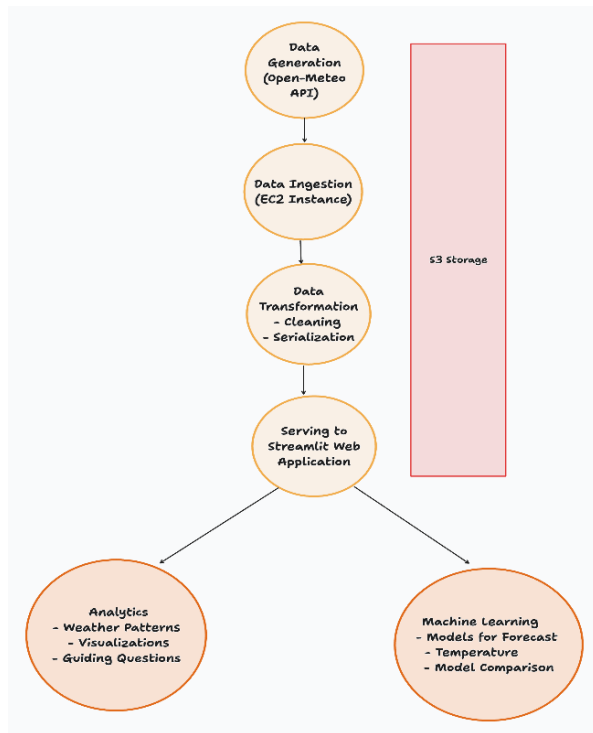 Data
Generation
(Open-Meteo
API)
Data Ingestion
(EC2 Instance)
S3 Storage
Data
Transformation
- Cleaning
- Serialization
Serving to
Streamlit Web
Application
Analytics
- Weather Patterns
- Visualizations
- Guiding Questions
Machine Learning
- Models for Forecast
- Temperature
- Model Comparison